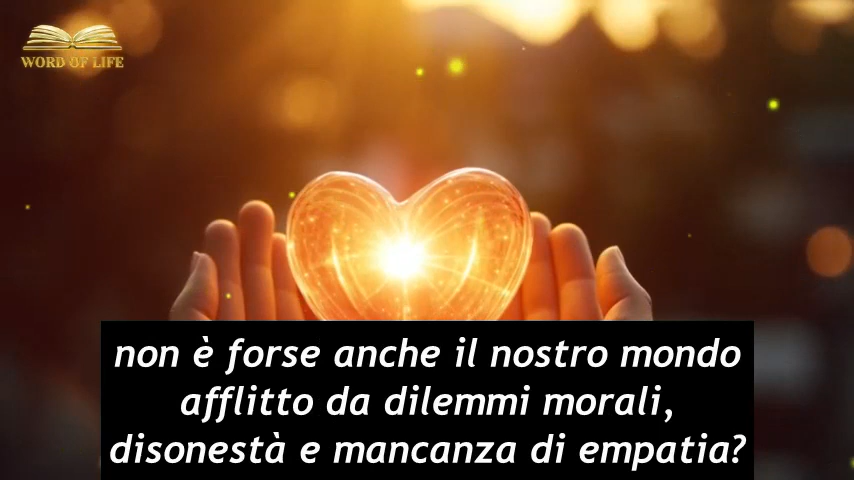 WORD OF LIFE
non è forse anche il nostro mondo
afflitto da dilemmi morali,
disonestà e mancanza di empatia?